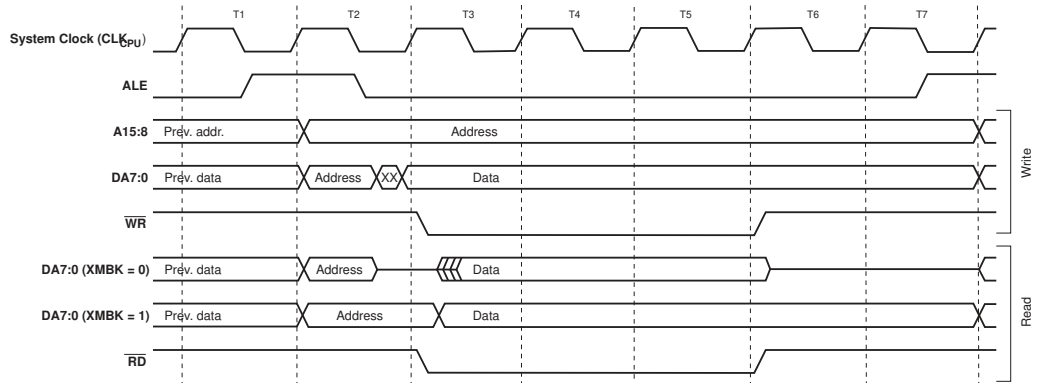 T1 T2 T3 T4 T5 T6 T7
System Clock (CLKCPU)
ALE
A15:8 Prev. addr. Address
DA7:0 Prev. data Address XX Data
WR
DA7:0 (XMBK = 0) Prev. data Address Data
DA7:0 (XMBK = 1) Prev. data Address Data
RD
Write
Read